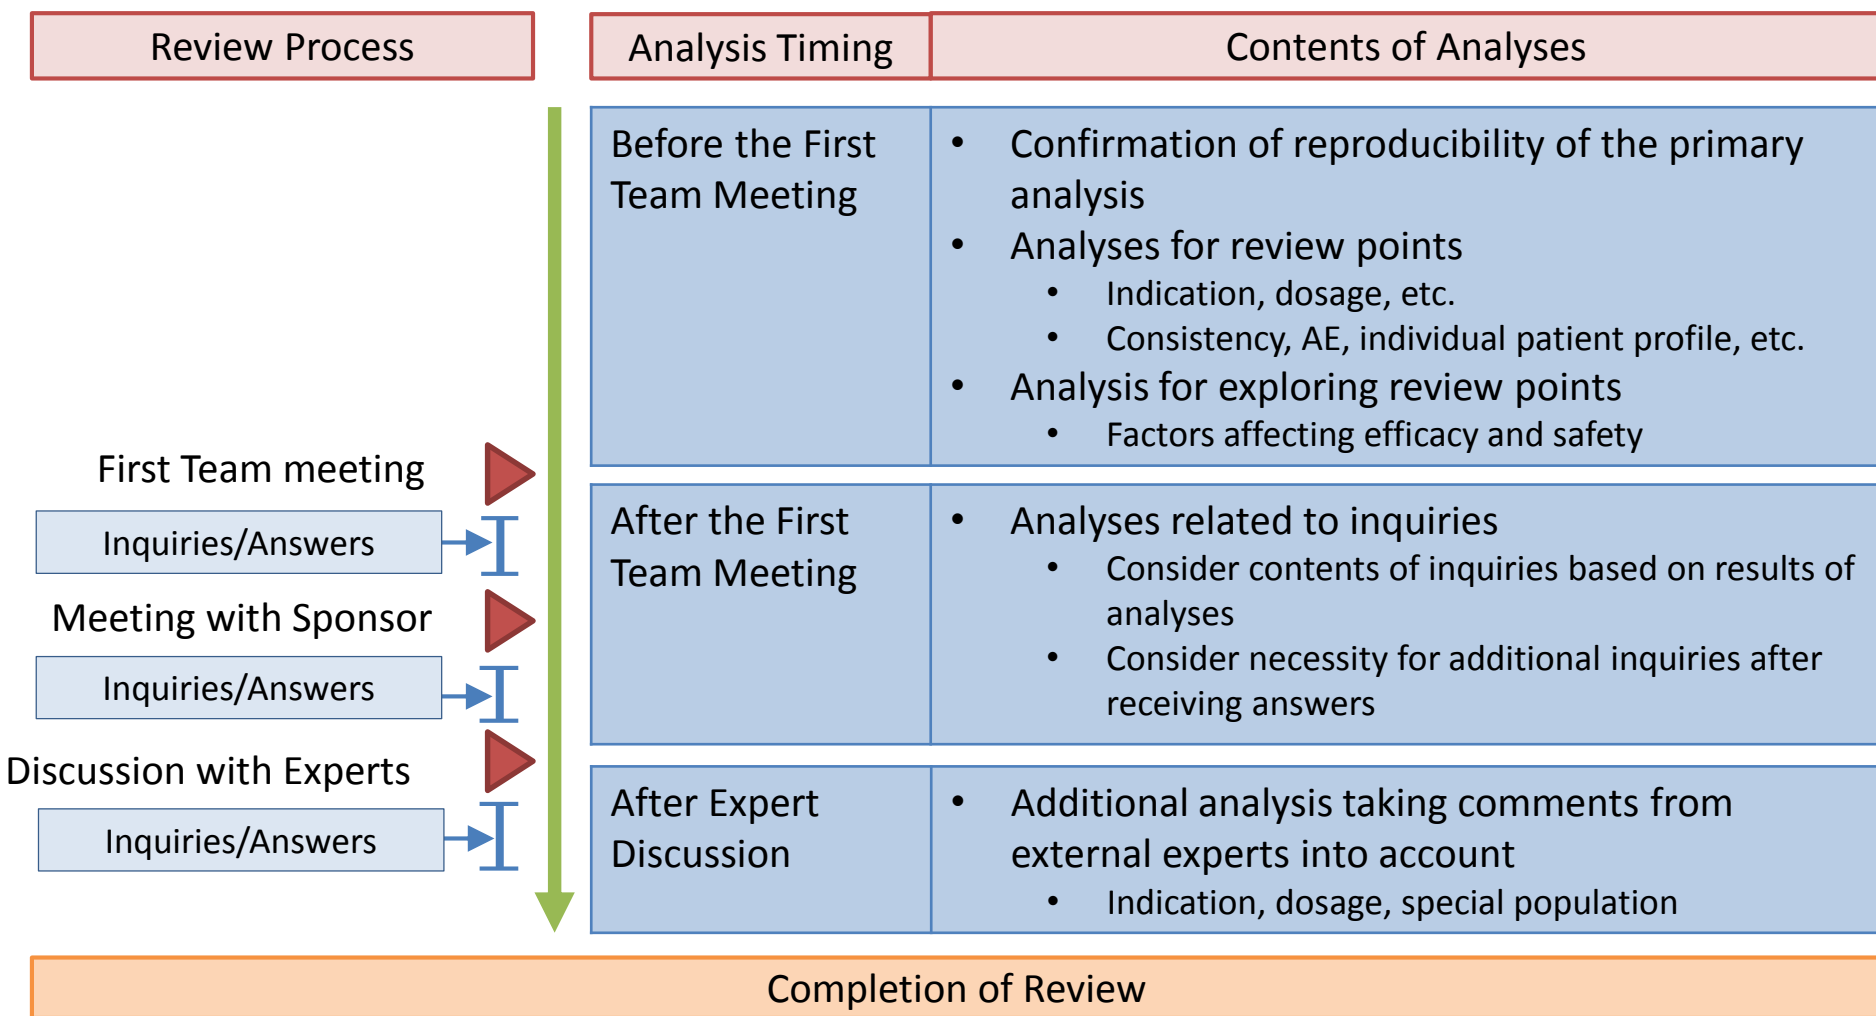 Review Process
Analysis Timing
Contents of Analyses
First Team meeting
Inquiries/Answers
Meeting with Sponsor
Inquiries/Answers
Discussion with Experts
Inquiries/Answers
Before the First
Team Meeting
• Confirmation of reproducibility of the primary
analysis
• Analyses for review points
• Indication, dosage, etc.
• Consistency, AE, individual patient profile, etc.
• Analysis for exploring review points
• Factors affecting efficacy and safety
After the First
Team Meeting
• Analyses related to inquiries
• Consider contents of inquiries based on results of
analyses
• Consider necessity for additional inquiries after
receiving answers
After Expert
Discussion
• Additional analysis taking comments from
external experts into account
• Indication, dosage, special population
Completion of Review